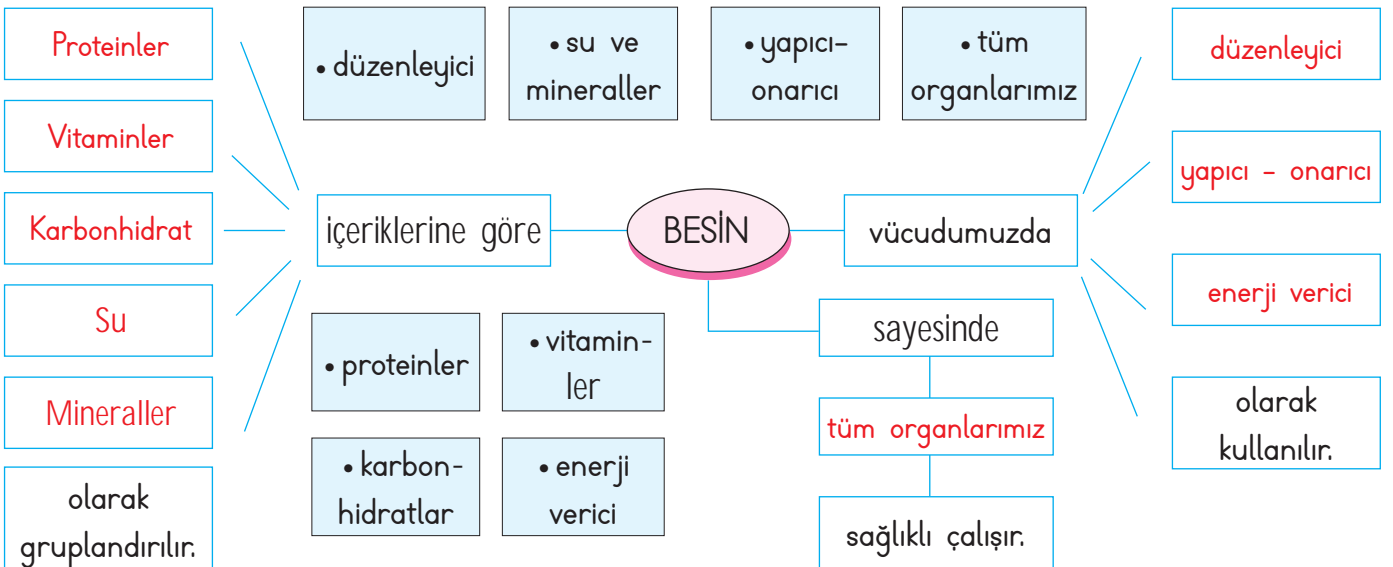 Proteinler
Vitaminler
Karbonhidrat
Su
Mineraller
olarak
gruplandırılır.
• düzenleyici
• su ve
mineraller
• yapıcı-
onarıcı
• tüm
organlarımız
içeriklerine göre
BESİN
vücudumuzda
• proteinler
• vitamin-
ler
• karbon-
hidratlar
• enerji
verici
sayesinde
tüm organlarımız
sağlıklı çalışır.
düzenleyici
yapıcı - onarıcı
enerji verici
olarak
kullanılır.